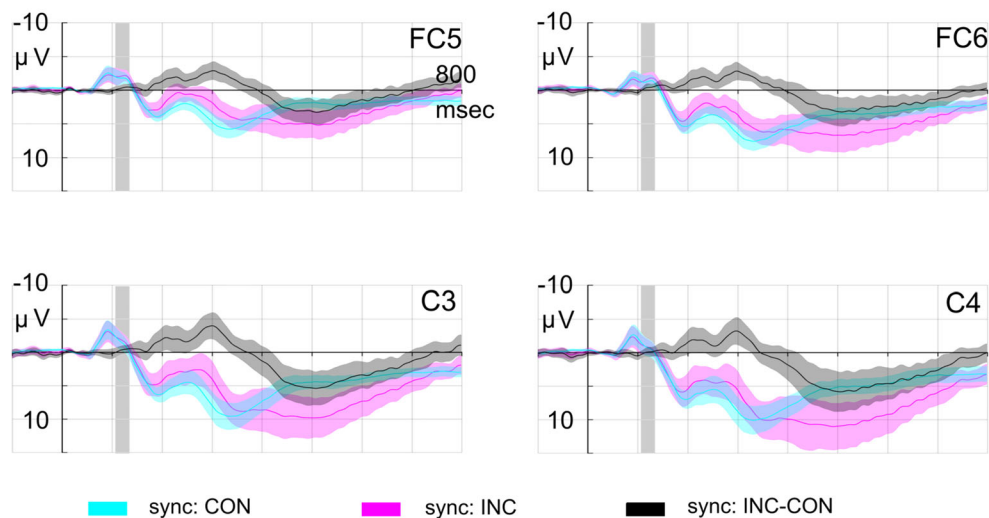 -10
μ V
FC5
800
msec
10
-10
μ V
FC6
10
-10
μ V
C3
10
-10
μ V
C4
10
sync: CON
sync: INC
sync: INC-CON